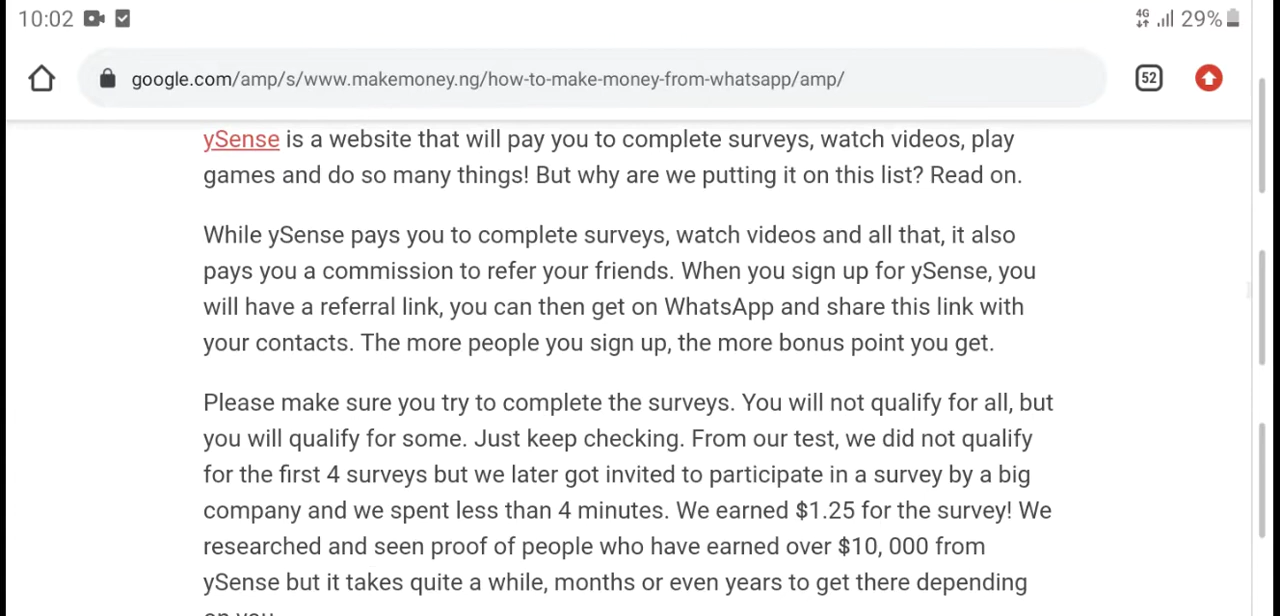 10:02
4G 29%
google.com/amp/s/www.makemoney.ng/how-to-make-money-from-whatsapp/amp/
52
ySense is a website that will pay you to complete surveys, watch videos, play
games and do so many things! But why are we putting it on this list? Read on.
While ySense pays you to complete surveys, watch videos and all that, it also
pays you a commission to refer your friends. When you sign up for ySense, you
will have a referral link, you can then get on WhatsApp and share this link with
your contacts. The more people you sign up, the more bonus point you get.
Please make sure you try to complete the surveys. You will not qualify for all, but
you will qualify for some. Just keep checking. From our test, we did not qualify
for the first 4 surveys but we later got invited to participate in a survey by a big
company and we spent less than 4 minutes. We earned $1.25 for the survey! We
researched and seen proof of people who have earned over $10, 000 from
ySense but it takes quite a while, months or even years to get there depending
on you